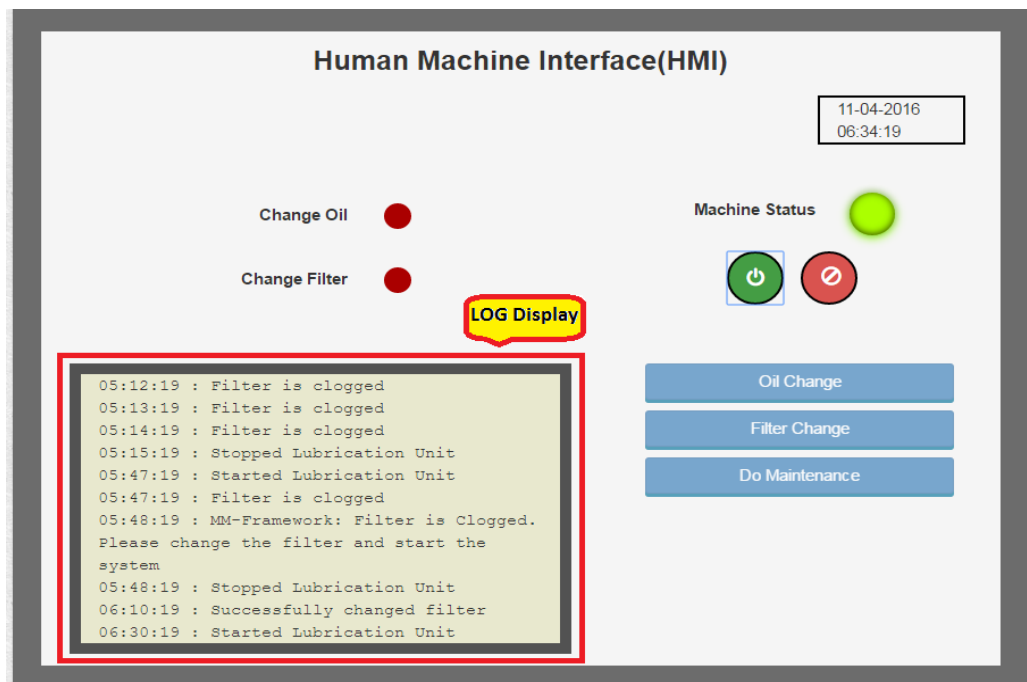 Human Machine Interface(HMI)
11-04-2016
06:34:19
Change Oil
Machine Status
Change Filter
LOG Display
05:12:19 : Filter is clogged
05:13:19 : Filter is clogged
05:14:19 : Filter is clogged
05:15:19 : Stopped Lubrication Unit
05:47:19 : Started Lubrication Unit
05:47:19 : Filter is clogged
05:48:19 : MM-Framework: Filter is Clogged.
Please change the filter and start the
system
05:48:19 : Stopped Lubrication Unit
06:10:19 : Successfully changed filter
06:30:19 : Started Lubrication Unit
Oil Change
Filter Change
Do Maintenance